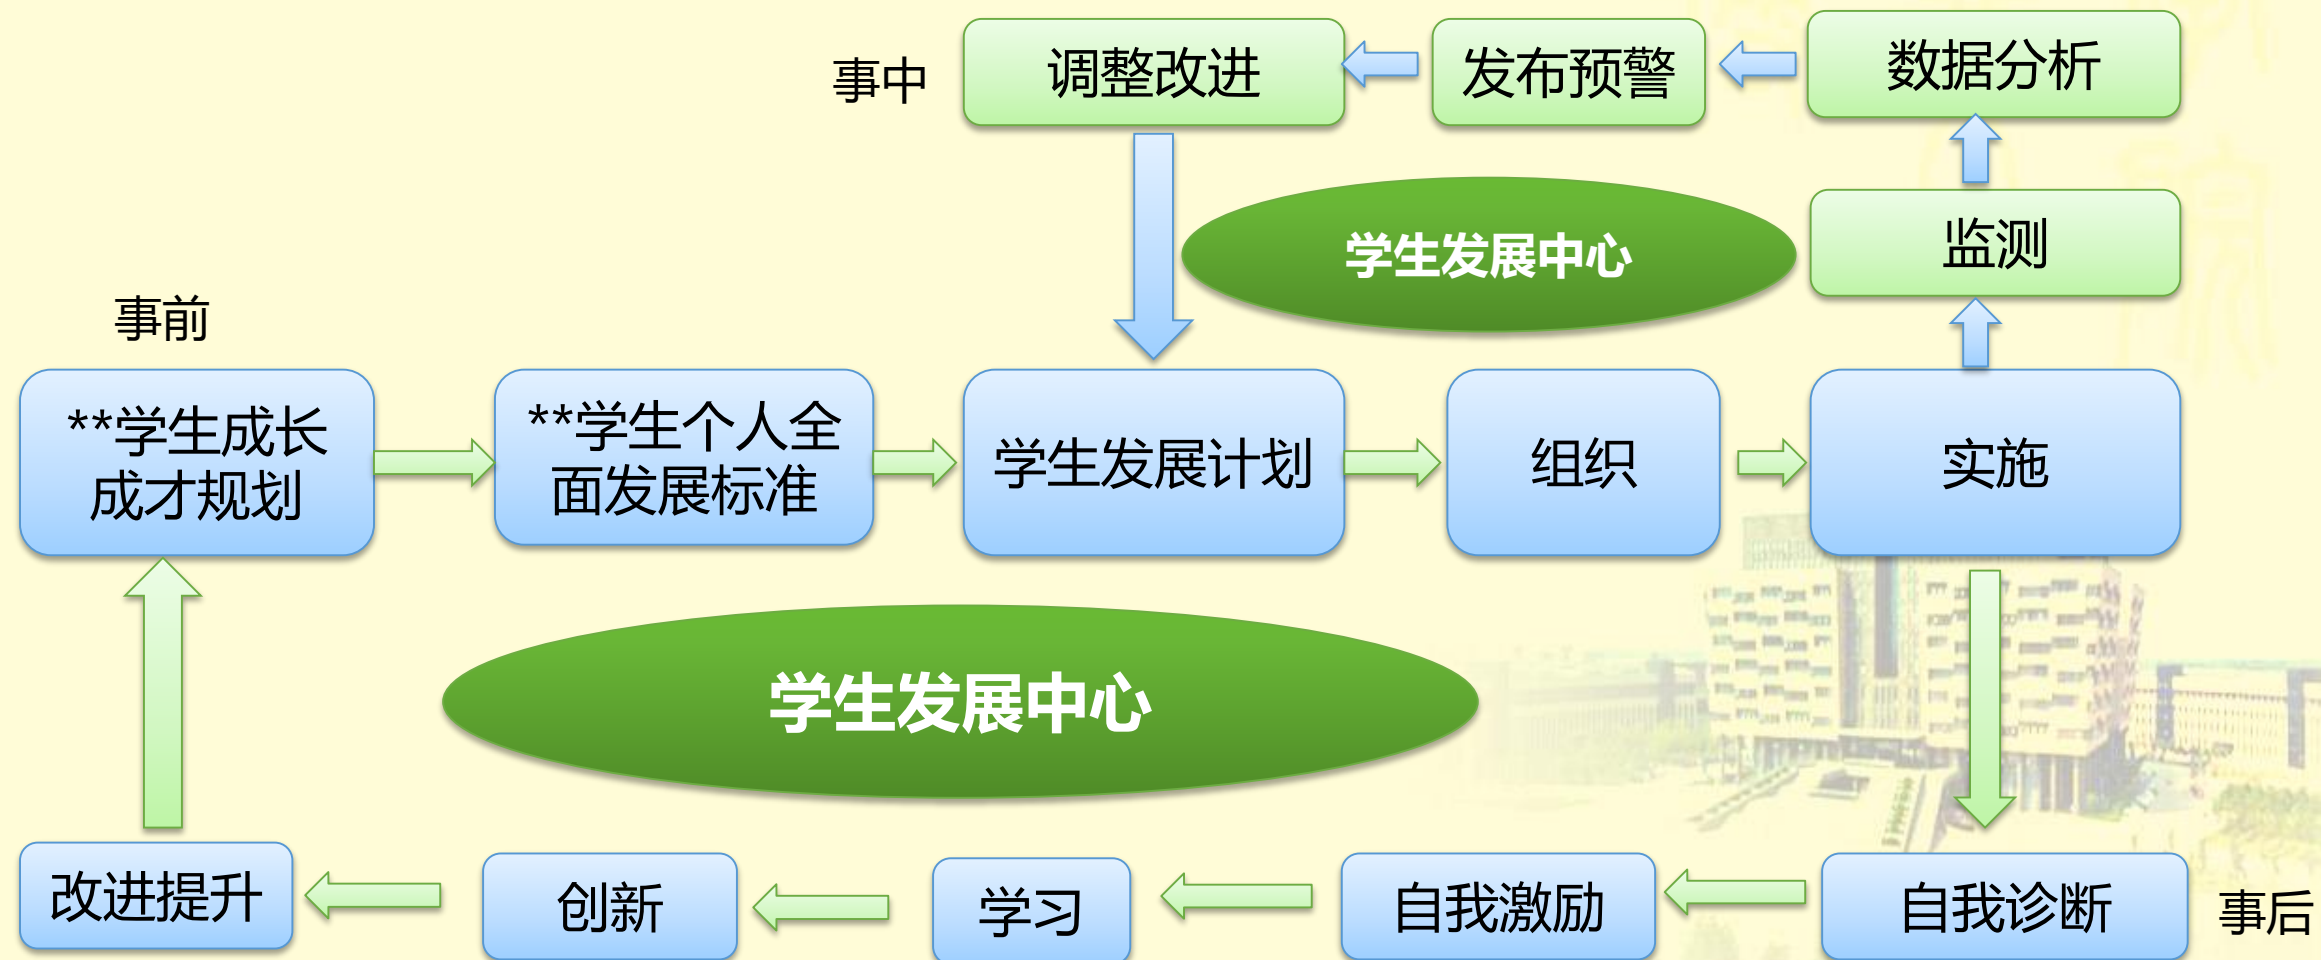 事中
调整改进
发布预警
数据分析
学生发展中心
监测
事前
**学生成长
成才规划
**学生个人全
面发展标准
学生发展计划
组织
实施
学生发展中心
改进提升
创新
学习
自我激励
自我诊断
事后